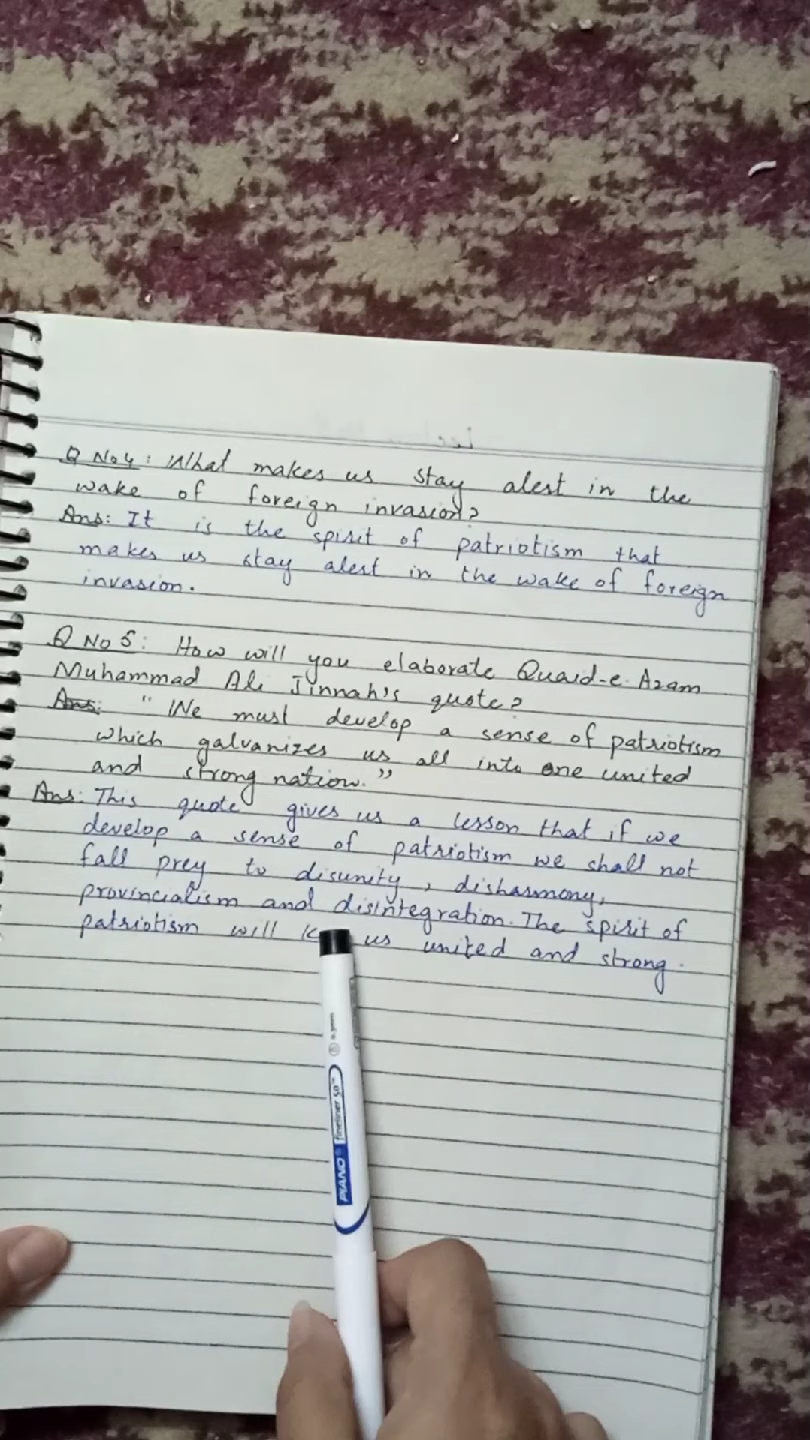 Q No 4: What makes us stay alert in the
wake of foreign invasion?
Ans: It is the spirit of patriotism that
makes us stay alert in the wake of foreign
invasion.
Q No 5: How will you elaborate Quaid-e-Azam
Muhammad Ali Jinnah's quote?
Ans: "We must develop a sense of patriotism
which galvanizes us all into one united
and strong nation."
Ans: This quote gives us a lesson that if we
develop a sense of patriotism we shall not
fall prey to disunity, disharmony,
provincialism and disintegration. The spirit of
patriotism will us united and strong.
PIANO fineliner